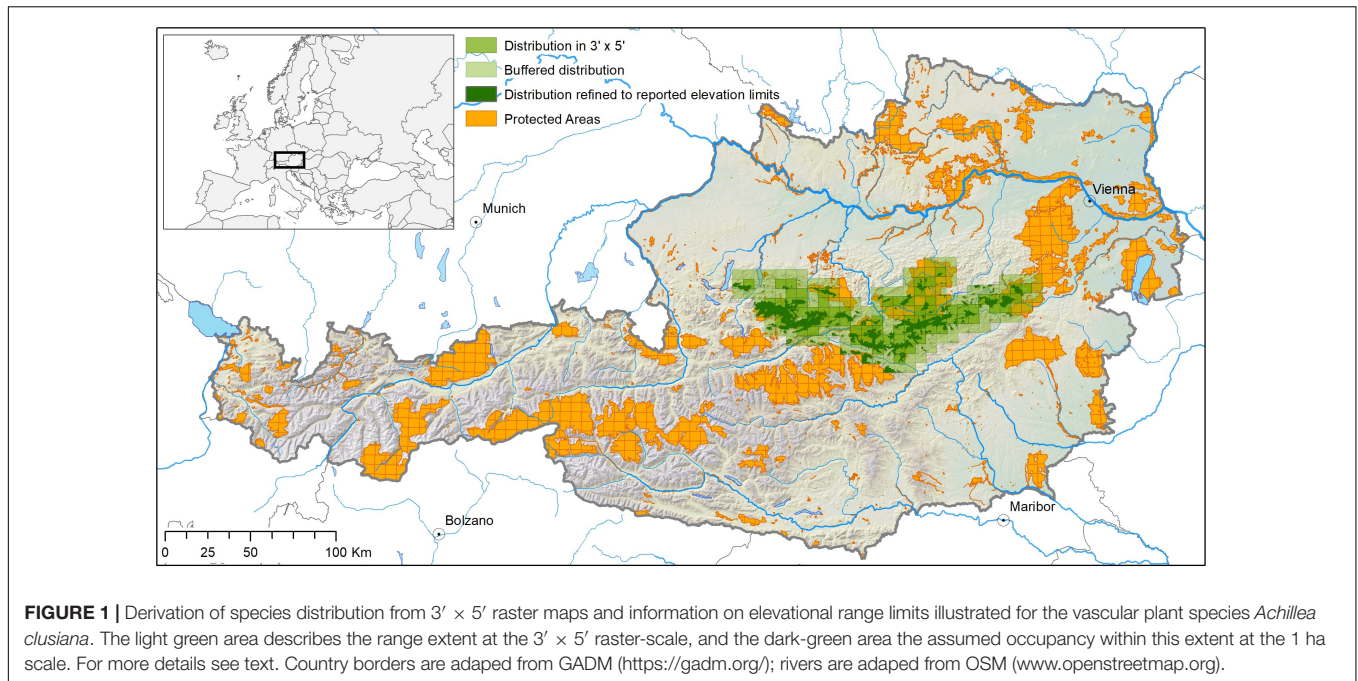 Distribution in 3' x 5'
Buffered distribution
Distribution refined to reported elevation limits
Protected Areas
Munich
Vienna
Bolzano
Maribor
0 25 50 100 Km
FIGURE 1 | Derivation of species distribution from 3′ × 5′ raster maps and information on elevational range limits illustrated for the vascular plant species Achillea
clusiana. The light green area describes the range extent at the 3′ × 5′ raster-scale, and the dark-green area the assumed occupancy within this extent at the 1 ha
scale. For more details see text. Country borders are adaped from GADM (https://gadm.org/); rivers are adaped from OSM (www.openstreetmap.org).